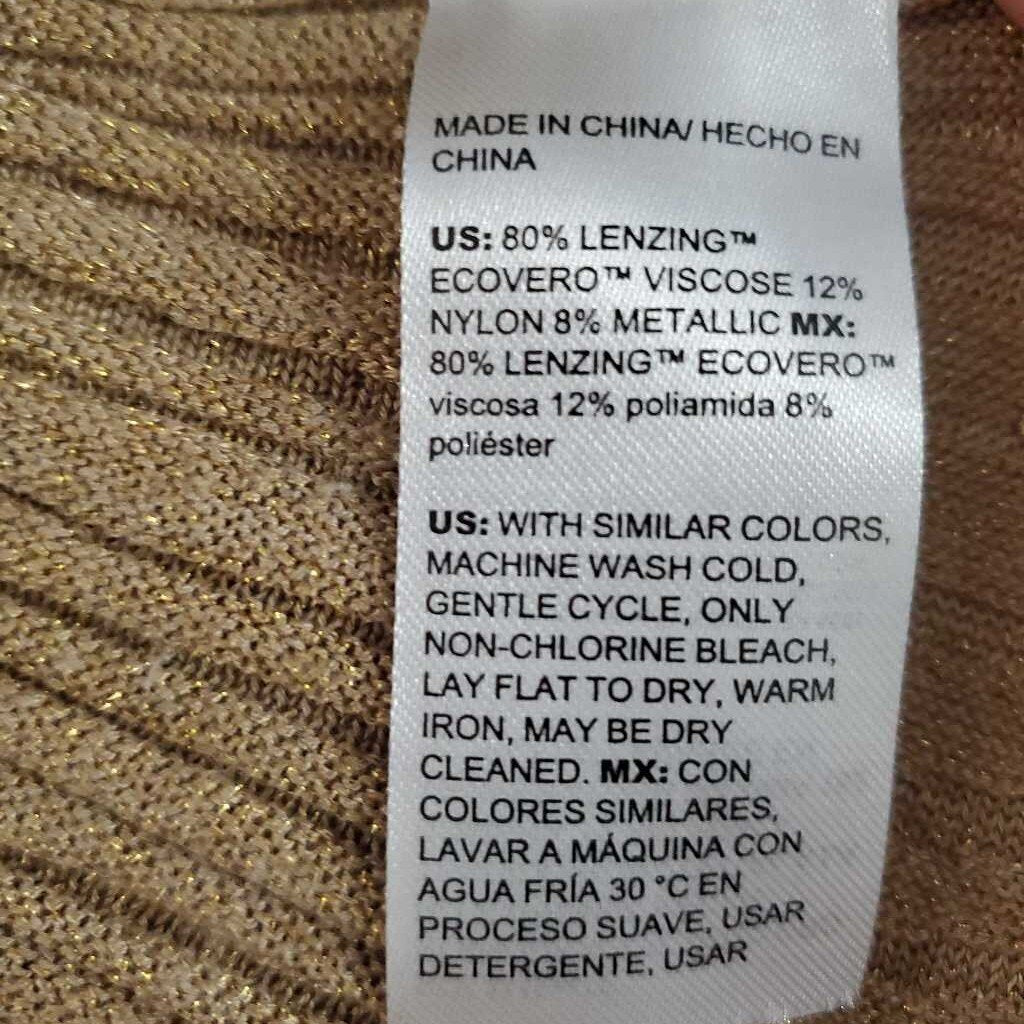 MADE IN CHINA/ HECHO EN
CHINA
US: 80% LENZING™
ECOVERO™ VISCOSE 12%
NYLON 8% METALLIC MX:
80% LENZING™ ECOVERO™
viscosa 12% poliamida 8%
poliéster
US: WITH SIMILAR COLORS,
MACHINE WASH COLD,
GENTLE CYCLE, ONLY
NON-CHLORINE BLEACH,
LAY FLAT TO DRY, WARM
IRON, MAY BE DRY
CLEANED. MX: CON
COLORES SIMILARES,
LAVAR A MÁQUINA CON
AGUA FRÍA 30 °C EN
PROCESO SUAVE, USAR
DETERGENTE, USAR